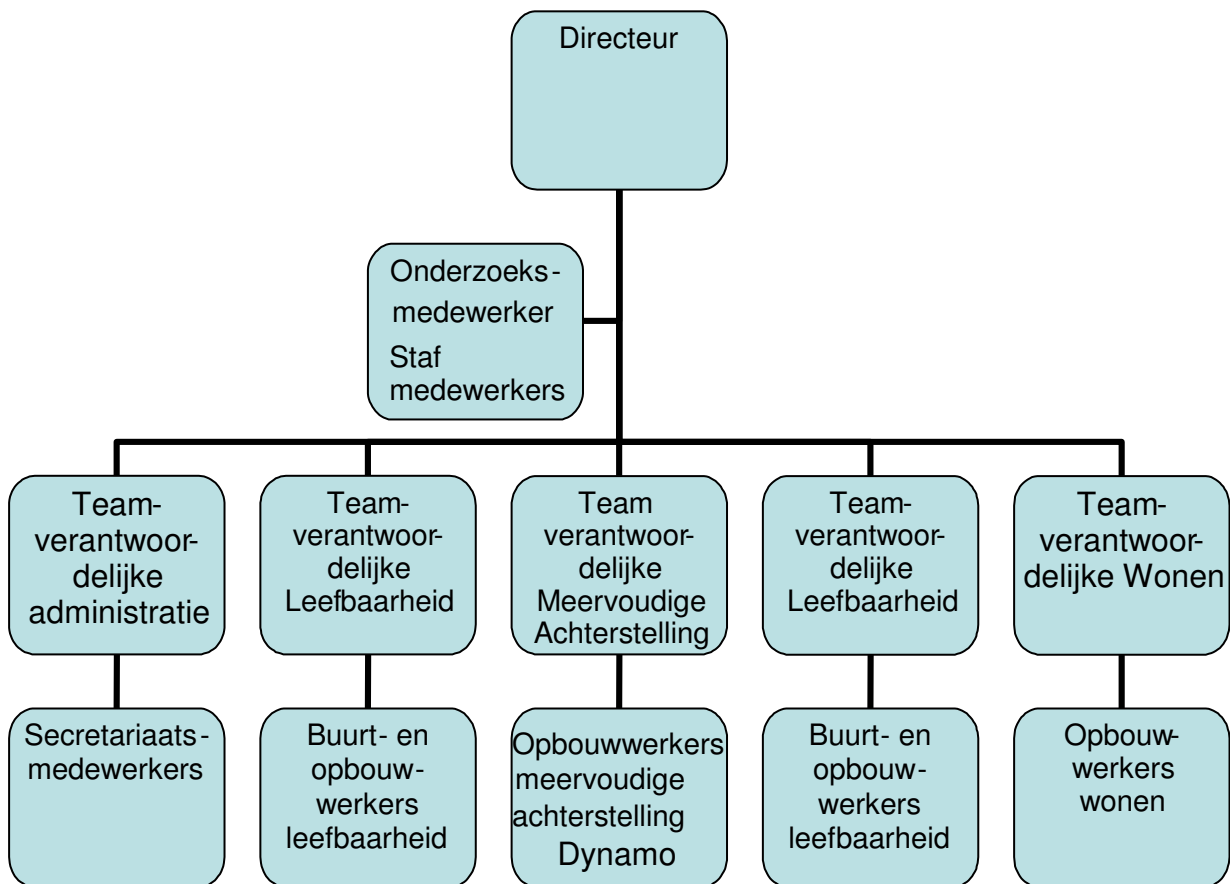 Directeur
Onderzoeks-
medewerker
Staf
medewerkers
Team-
verantwoor-
delijke
administratie
Team-
verantwoor-
delijke
Leefbaarheid
Team
verantwoor-
delijke
Meervoudige
Achterstelling
Team-
verantwoor-
delijke
Leefbaarheid
Team-
verantwoor-
delijke Wonen
Secretariaats-
medewerkers
Buurt- en
opbouw-
werkers
leefbaarheid
Opbouwwerkers
meervoudige
achterstelling
Dynamo
Buurt- en
opbouw-
werkers
leefbaarheid
Opbouw-
werkers
wonen